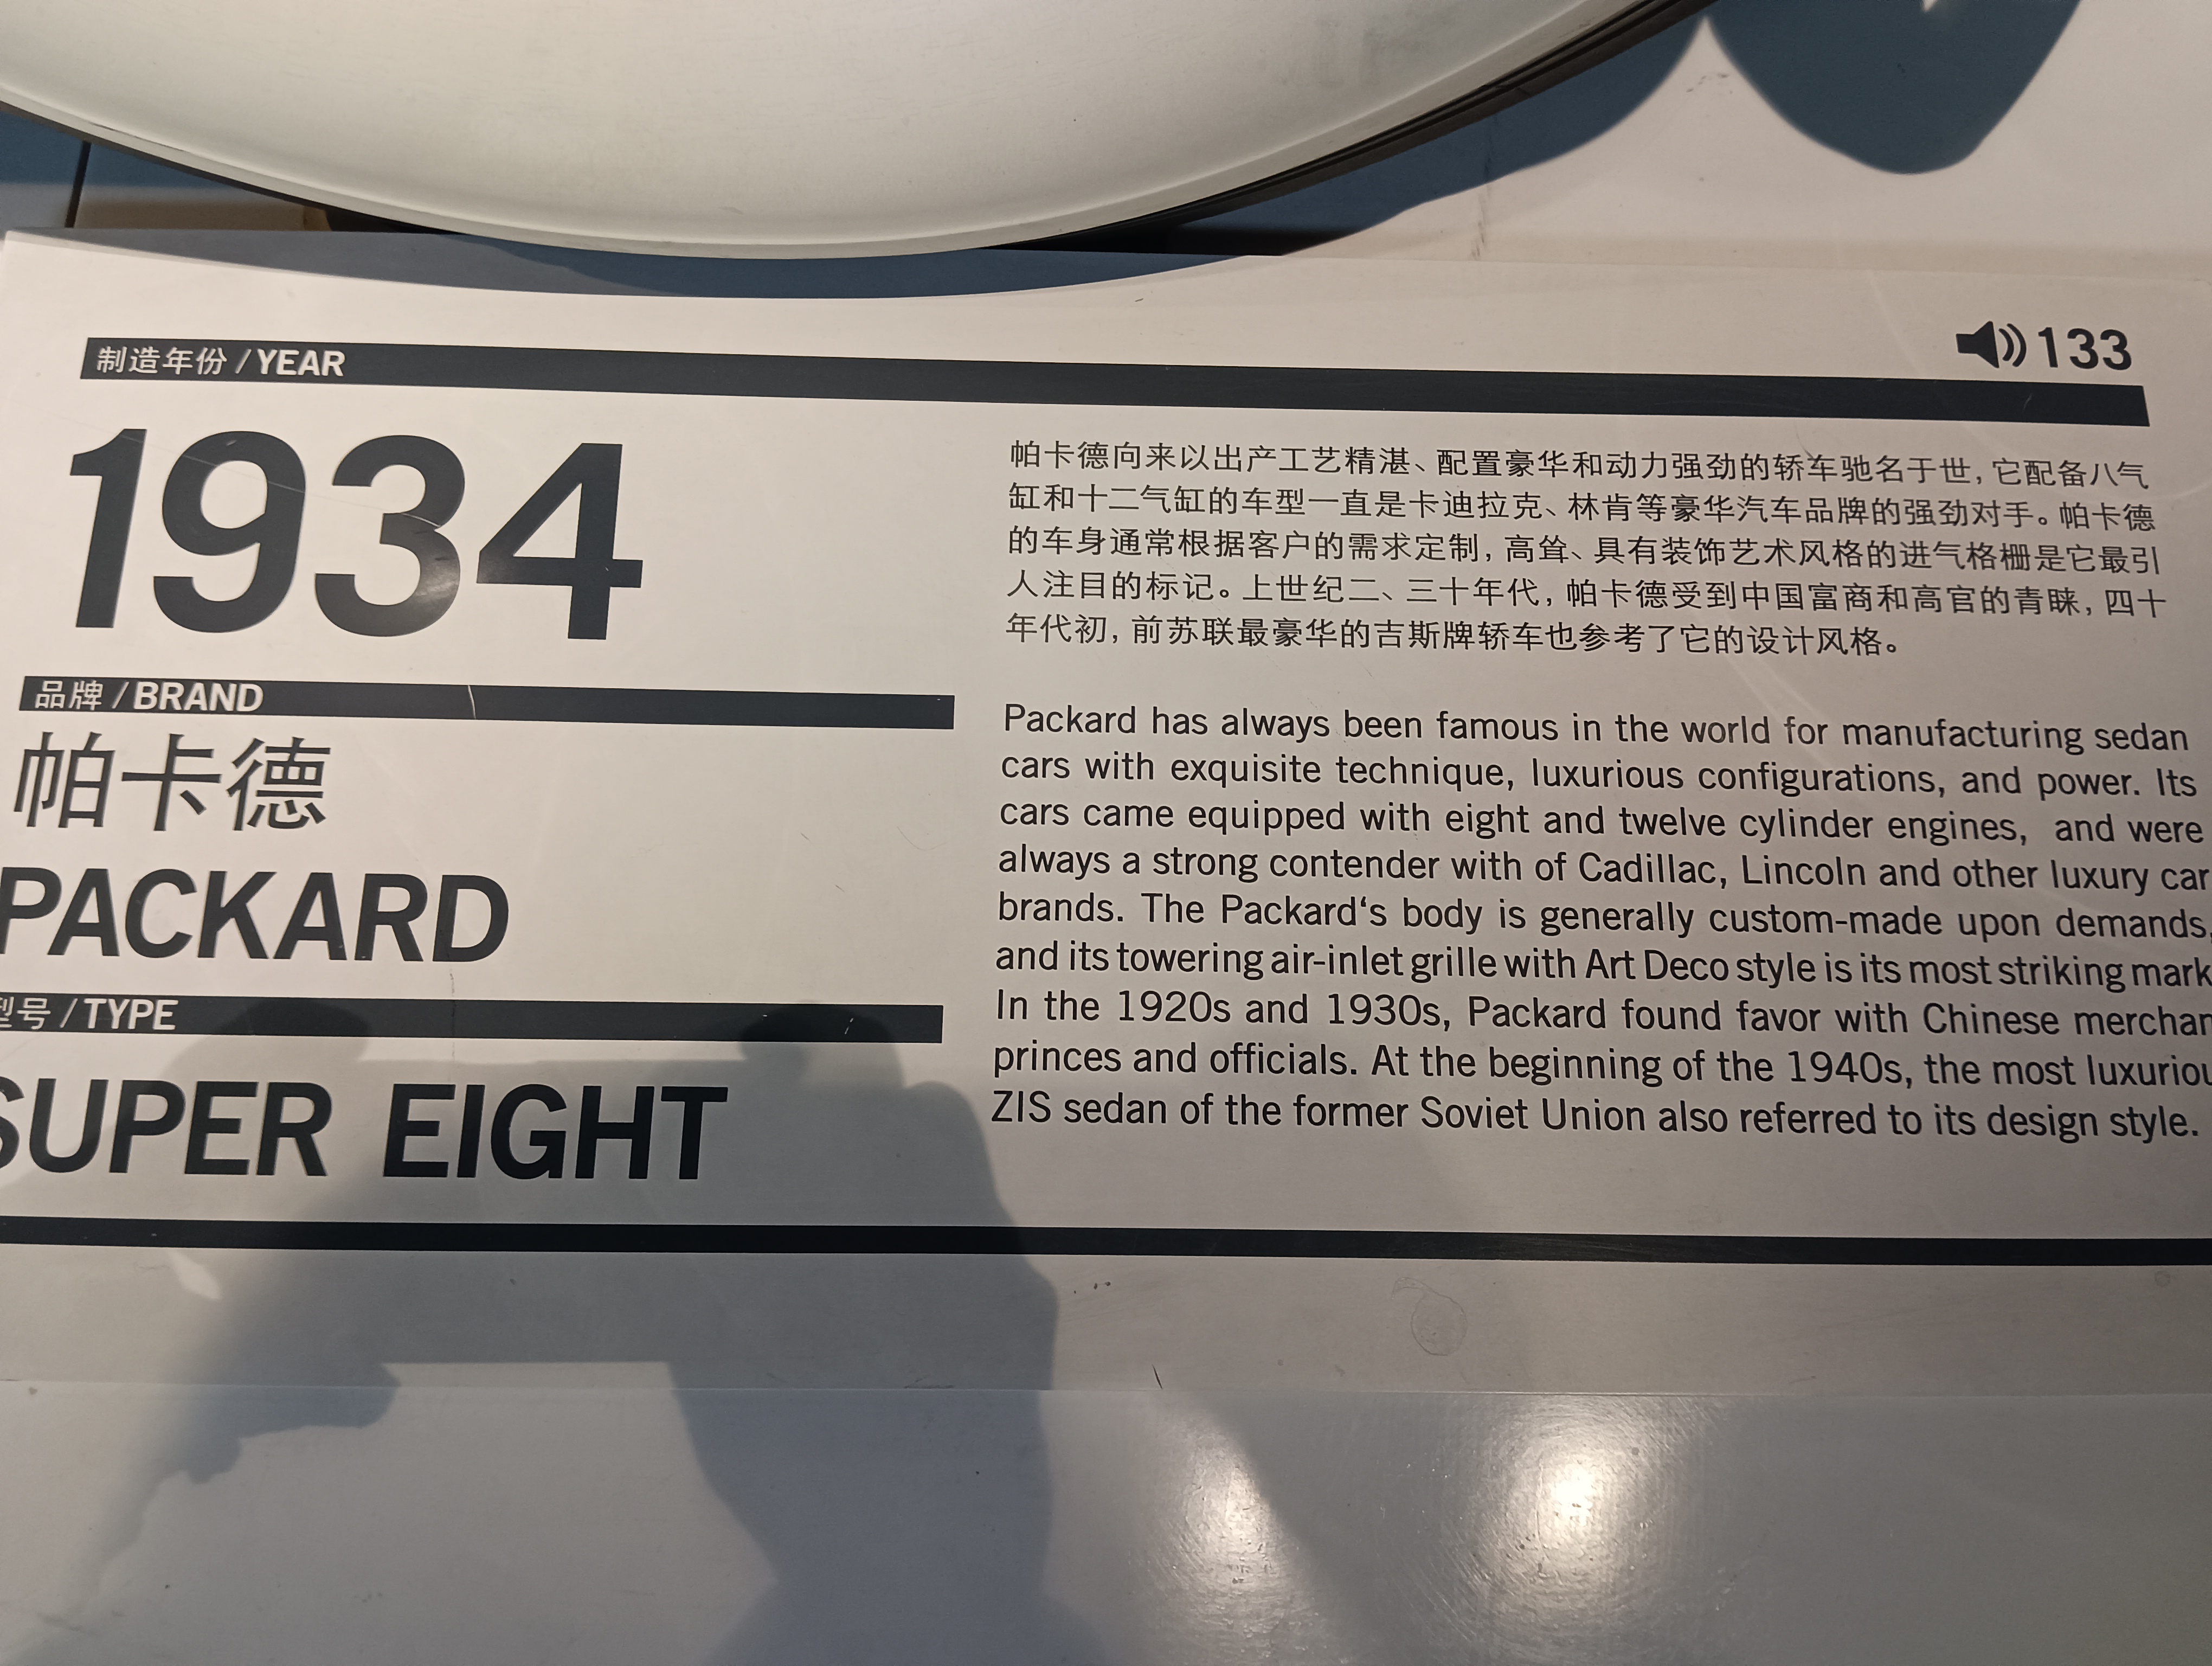 制造年份 / YEAR
133
1934
品牌 / BRAND
帕卡德
PACKARD
型号 / TYPE
SUPER EIGHT
帕卡德向来以出产工艺精湛、配置豪华和动力强劲的轿车驰名于世，它配备八气
缸和十二气缸的车型一直是卡迪拉克、林肯等豪华汽车品牌的强劲对手。帕卡德
的车身通常根据客户的需求定制，高耸、具有装饰艺术风格的进气格栅是它最引
人注目的标记。上世纪二、三十年代，帕卡德受到中国富商和高官的青睐，四十
年代初，前苏联最豪华的吉斯牌轿车也参考了它的设计风格。
Packard has always been famous in the world for manufacturing sedan
cars with exquisite technique, luxurious configurations, and power. Its
cars came equipped with eight and twelve cylinder engines, and were
always a strong contender with of Cadillac, Lincoln and other luxury car
brands. The Packard‘s body is generally custom-made upon demands,
and its towering air-inlet grille with Art Deco style is its most striking mark
In the 1920s and 1930s, Packard found favor with Chinese merchan
princes and officials. At the beginning of the 1940s, the most luxuriou
ZIS sedan of the former Soviet Union also referred to its design style.